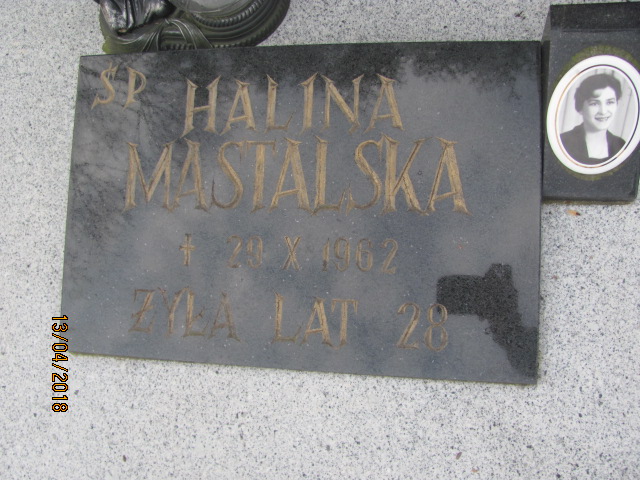 ŚP HALINA
MASTALSKA
† 29 X 1962
ŻYŁA LAT 28
13/04/2018